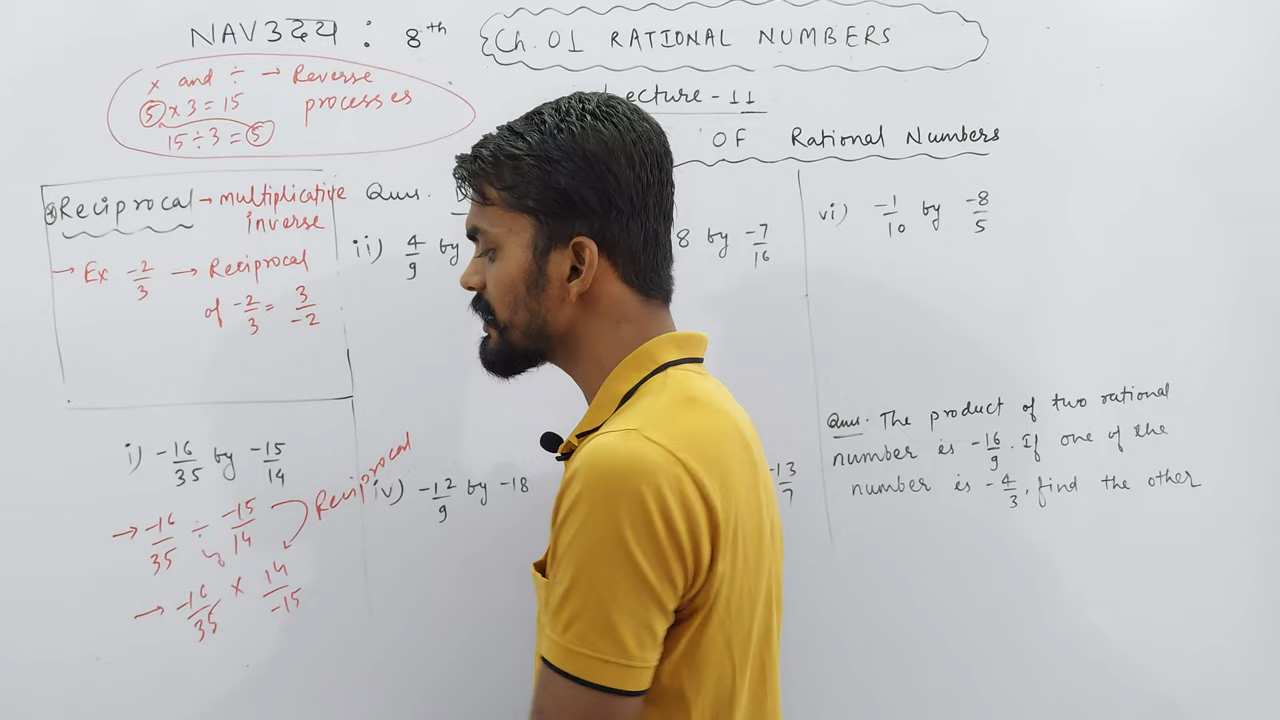 NAV3दय : 8th
Ch. 01 RATIONAL NUMBERS
Lecture - 11
OF Rational Numbers
× and ÷ → Reverse processes
5 × 3 = 15
15 ÷ 3 = 5
Reciprocal → multiplicative
inverse
→ Ex -2/3 → Reciprocal
of -2/3 = 3/-2
i) -16/35 by -15/14
→ -16/35 ÷ -15/14
Reciprocal
→ -16/35 × 14/-15
Ques.
ii) 4/9 by
8 by -7/16
iv) -12/9 by -18
-13/7
vi) -1/10 by -8/5
Ques. The product of two rational
number is -16/9. If one of the
number is -4/3, find the other